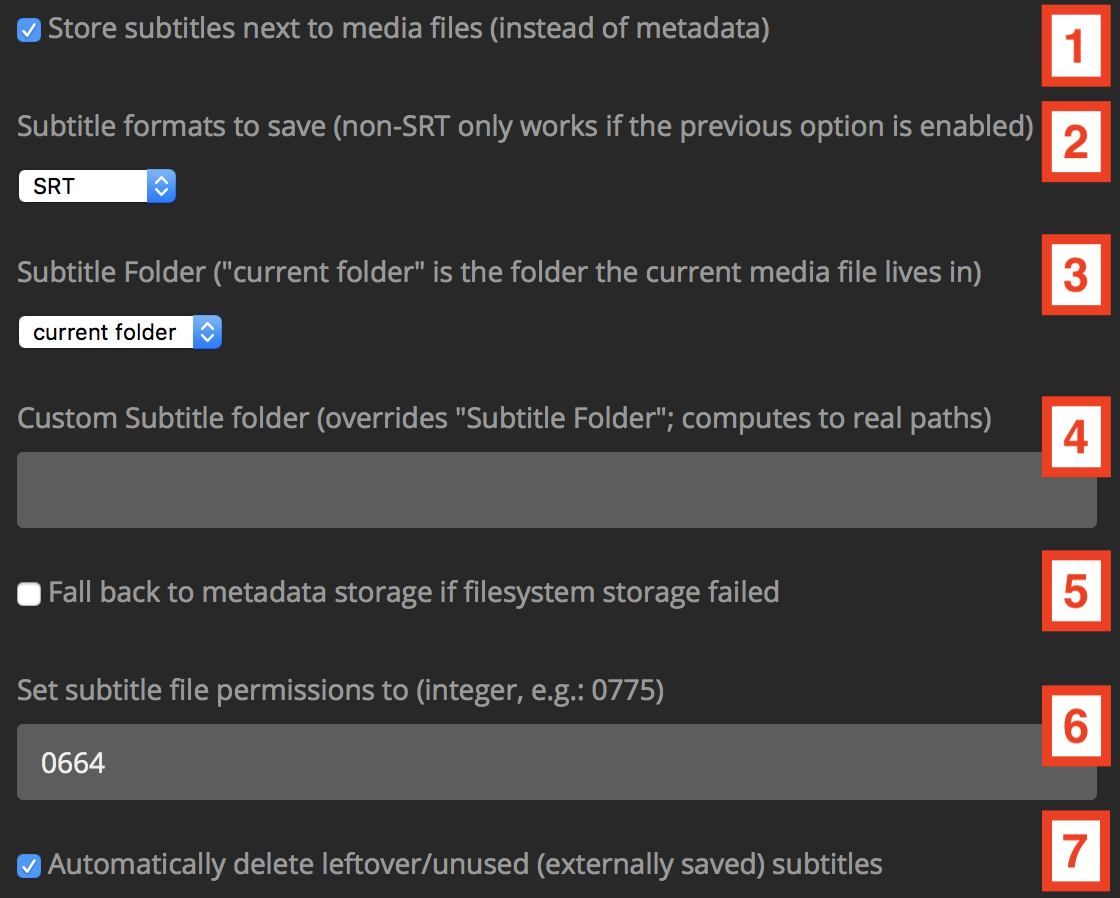 Store subtitles next to media files (instead of metadata)
1
Subtitle formats to save (non-SRT only works if the previous option is enabled)
2
SRT
Subtitle Folder ("current folder" is the folder the current media file lives in)
3
current folder
Custom Subtitle folder (overrides "Subtitle Folder"; computes to real paths)
4
Fall back to metadata storage if filesystem storage failed
5
Set subtitle file permissions to (integer, e.g.: 0775)
6
0664
Automatically delete leftover/unused (externally saved) subtitles
7